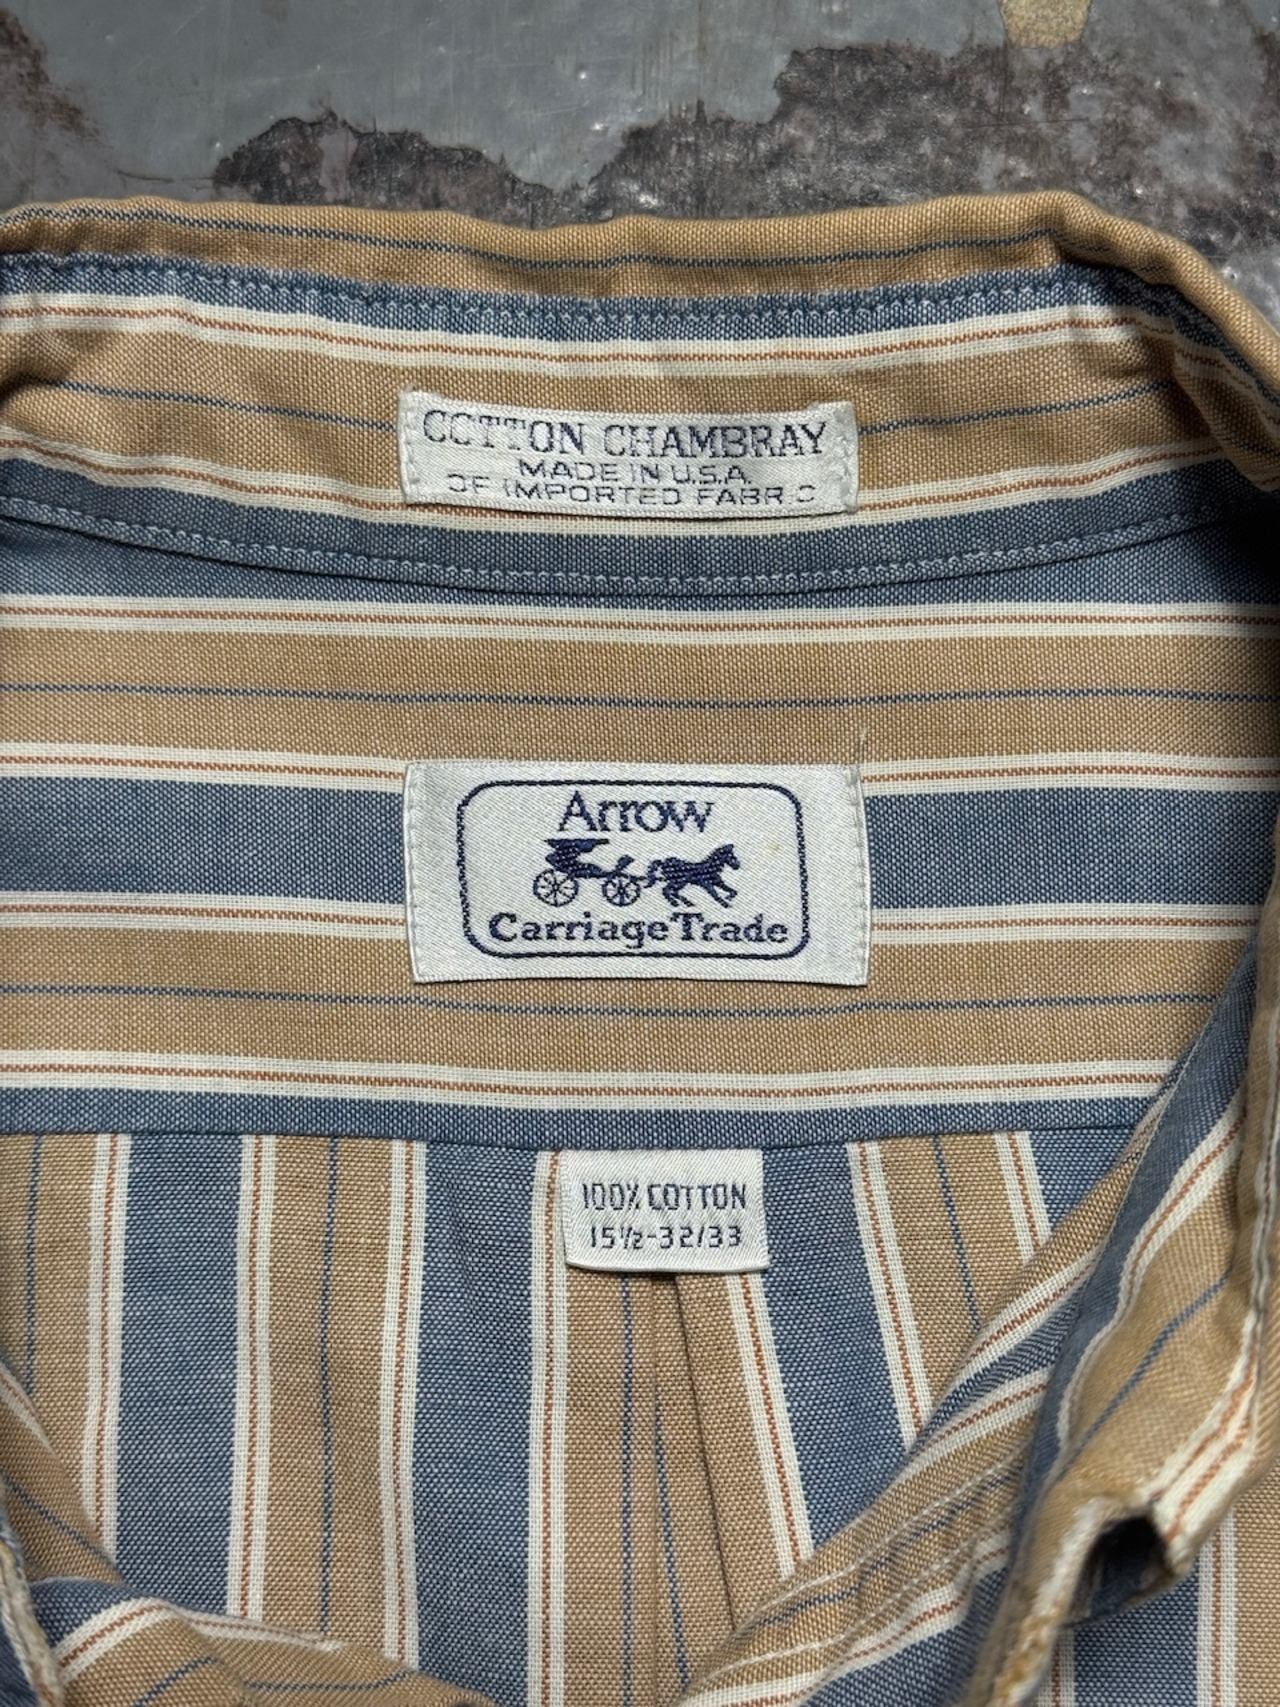 COTTON CHAMBRAY
MADE IN U.S.A.
OF IMPORTED FABRIC
Arrow
Carriage Trade
100% COTTON
15½-32/33